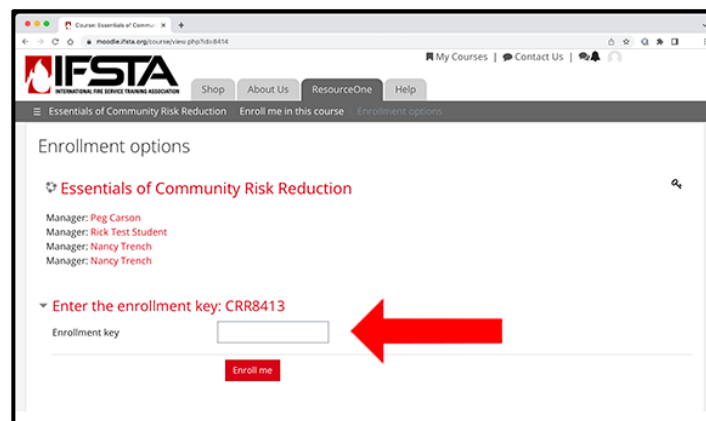 Course: Essentials of Commun
moodle.ifsta.org/course/view.php?id=8414
My Courses | Contact Us |
IFSTA
INTERNATIONAL FIRE SERVICE TRAINING ASSOCIATION
Shop About Us ResourceOne Help
Essentials of Community Risk Reduction Enroll me in this course Enrollment options
Enrollment options
Essentials of Community Risk Reduction
Manager: Peg Carson
Manager: Rick Test Student
Manager: Nancy Trench
Manager: Nancy Trench
Enter the enrollment key: CRR8413
Enrollment key
Enroll me